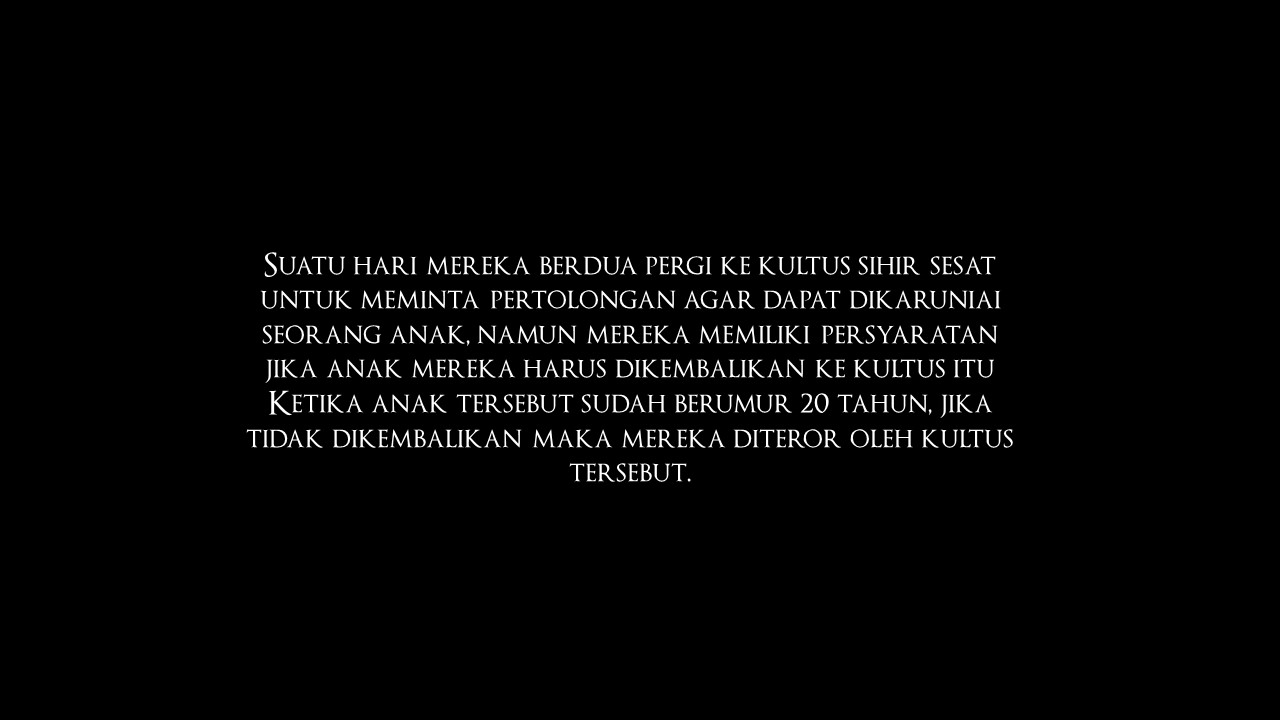 Suatu hari mereka berdua pergi ke kultus sihir sesat
untuk meminta pertolongan agar dapat dikaruniai
seorang anak, namun mereka memiliki persyaratan
jika anak mereka harus dikembalikan ke kultus itu
Ketika anak tersebut sudah berumur 20 tahun, jika
tidak dikembalikan maka mereka diteror oleh kultus
tersebut.